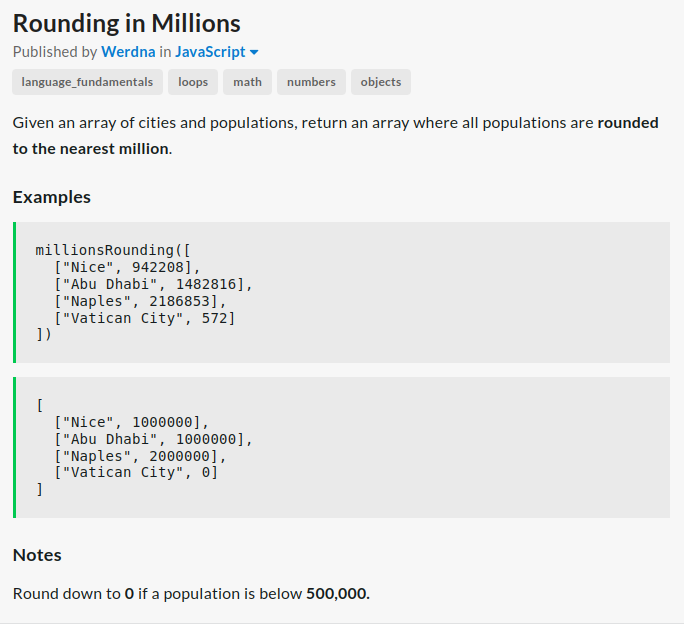 Rounding in Millions
Published by Werdna in JavaScript
language_fundamentals loops math numbers objects
Given an array of cities and populations, return an array where all populations are rounded
to the nearest million.
Examples
millionsRounding([
  ["Nice", 942208],
  ["Abu Dhabi", 1482816],
  ["Naples", 2186853],
  ["Vatican City", 572]
])
[
  ["Nice", 1000000],
  ["Abu Dhabi", 1000000],
  ["Naples", 2000000],
  ["Vatican City", 0]
]
Notes
Round down to 0 if a population is below 500,000.